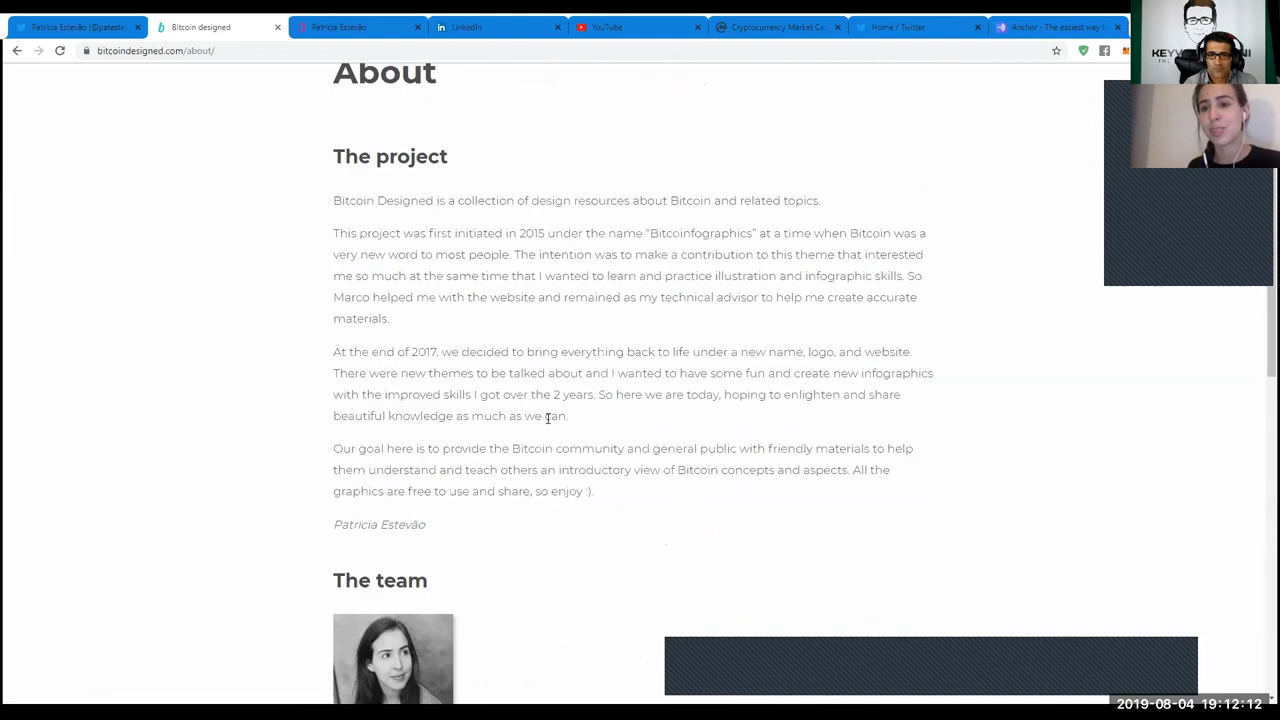 Patrícia Estevão (@pateste
Bitcoin designed
Patrícia Estevão
LinkedIn
YouTube
Cryptocurrency Market Ca
Home / Twitter
Anchor - The easiest way to
bitcoindesigned.com/about/
About
The project
Bitcoin Designed is a collection of design resources about Bitcoin and related topics.
This project was first initiated in 2015 under the name “Bitcoinfographics” at a time when Bitcoin was a
very new word to most people. The intention was to make a contribution to this theme that interested
me so much at the same time that I wanted to learn and practice illustration and infographic skills. So
Marco helped me with the website and remained as my technical advisor to help me create accurate
materials.
At the end of 2017, we decided to bring everything back to life under a new name, logo, and website.
There were new themes to be talked about and I wanted to have some fun and create new infographics
with the improved skills I got over the 2 years. So here we are today, hoping to enlighten and share
beautiful knowledge as much as we can.
Our goal here is to provide the Bitcoin community and general public with friendly materials to help
them understand and teach others an introductory view of Bitcoin concepts and aspects. All the
graphics are free to use and share, so enjoy :).
Patrícia Estevão
The team
2019-08-04 19:12:12